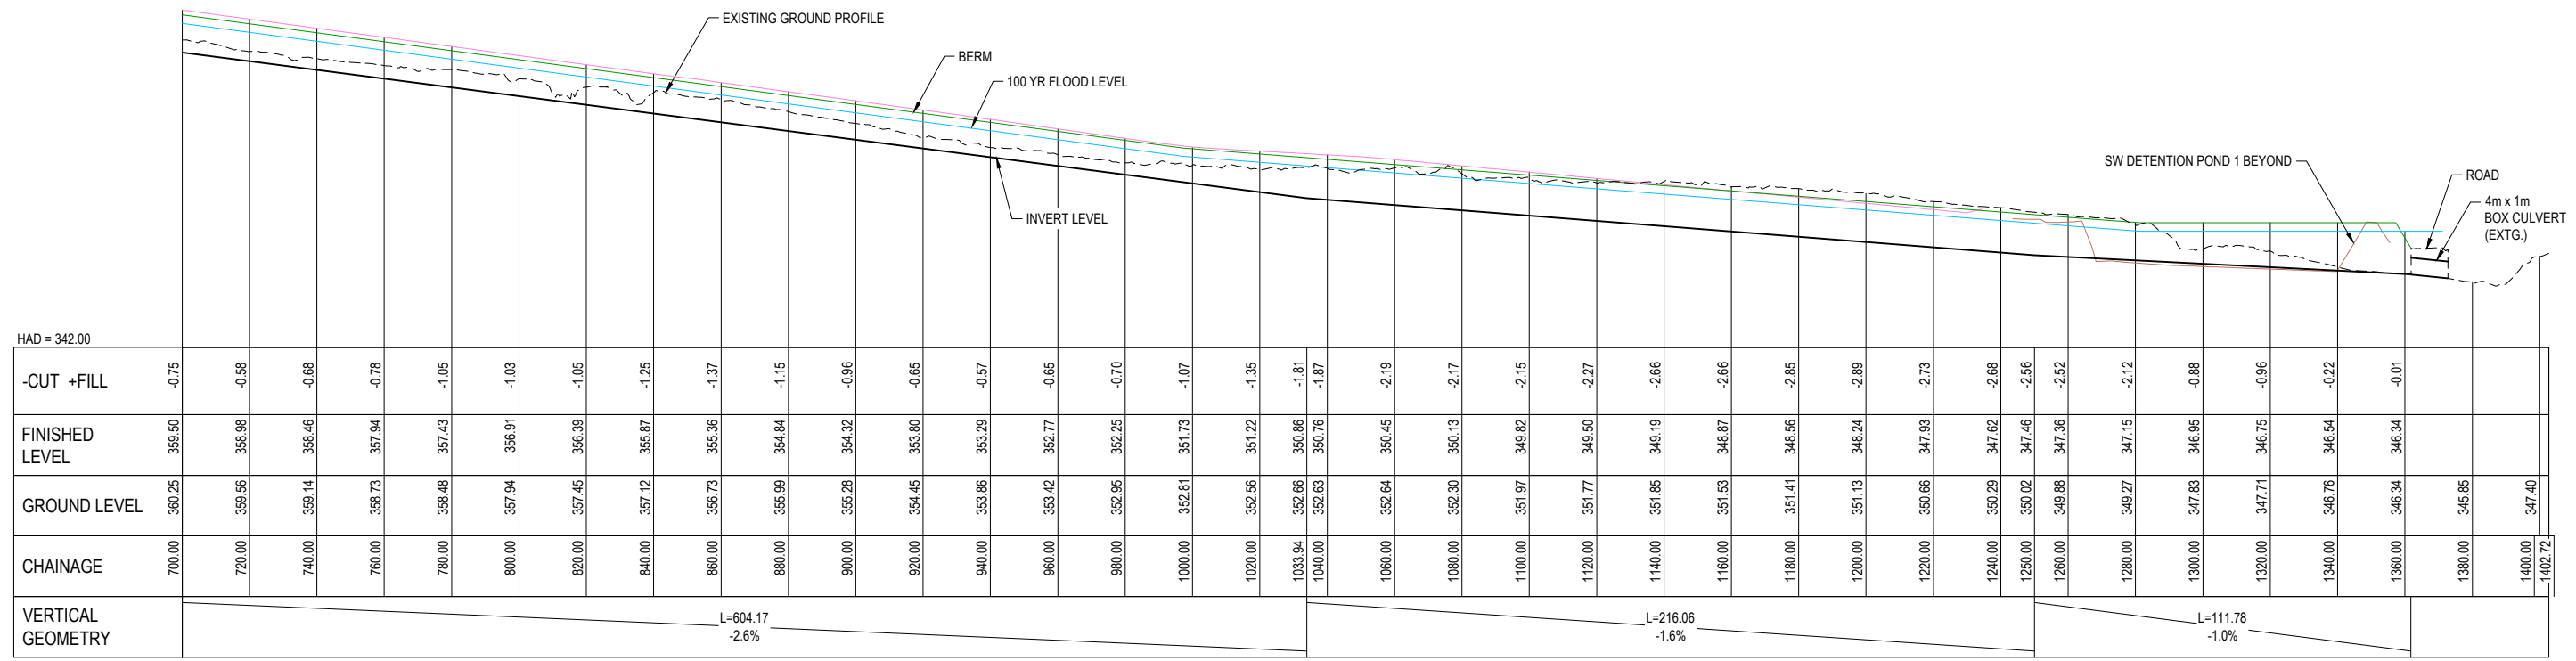 EXISTING GROUND PROFILE
BERM
100 YR FLOOD LEVEL
INVERT LEVEL
SW DETENTION POND 1 BEYOND
ROAD
4m x 1m
BOX CULVERT
(EXTG.)
HAD = 342.00
-CUT +FILL -0.75 -0.58 -0.68 -0.78 -1.05 -1.03 -1.05 -1.25 -1.37 -1.15 -0.96 -0.65 -0.57 -0.65 -0.70 -1.07 -1.35 -1.81 -1.87 -2.19 -2.17 -2.15 -2.27 -2.66 -2.66 -2.85 -2.89 -2.73 -2.68 -2.56 -2.52 -2.12 -0.88 -0.96 -0.22 -0.01
FINISHED
LEVEL 359.50 358.98 358.46 357.94 357.43 356.91 356.39 355.87 355.36 354.84 354.32 353.80 353.29 352.77 352.25 351.73 351.22 350.86 350.76 350.45 350.13 349.82 349.50 349.19 348.87 348.56 348.24 347.93 347.62 347.46 347.36 347.15 346.95 346.75 346.54 346.34
GROUND LEVEL 360.25 359.56 359.14 358.73 358.48 357.94 357.45 357.12 356.73 355.99 355.28 354.45 353.86 353.42 352.95 352.81 352.56 352.66 352.63 352.64 352.30 351.97 351.77 351.85 351.53 351.41 351.13 350.66 350.29 350.02 349.88 349.27 347.83 347.71 346.76 346.34 345.85 347.40
CHAINAGE 7000.00 7200.00 7400.00 7600.00 7800.00 8000.00 8200.00 8400.00 860.00 880.00 900.00 920.00 940.00 960.00 980.00 1000.00 1020.00 1033.94 1040.00 1060.00 1080.00 1100.00 1120.00 1140.00 1160.00 1180.00 1200.00 1220.00 1240.00 1250.00 1260.00 1280.00 1300.00 1320.00 1340.00 1360.00 1380.00 1400.00 1402.72
VERTICAL
GEOMETRY
L=604.17
-2.6%
L=216.06
-1.6%
L=111.78
-1.0%